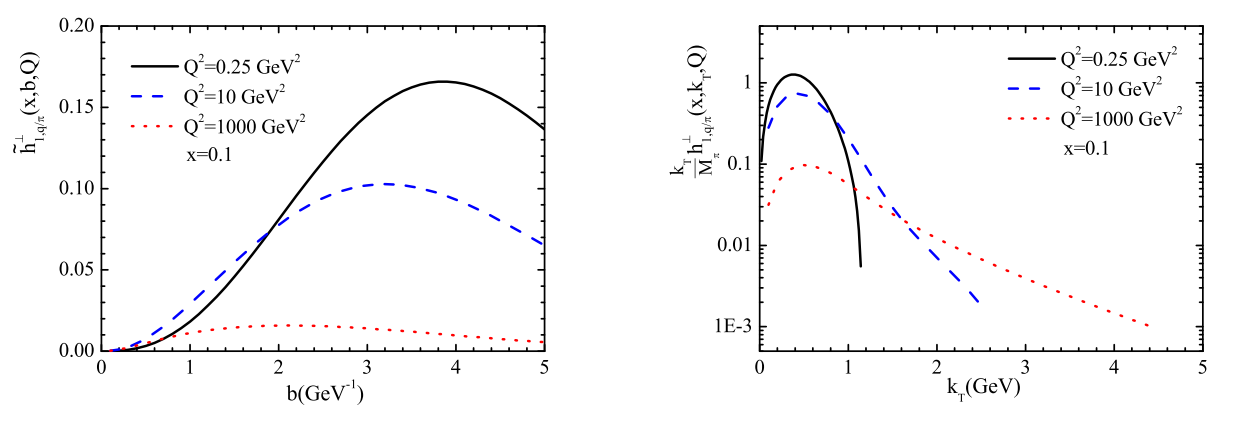 0.20
0.15
0.10
0.05
0.00
h̃⊥1,q/π(x,b,Q)
Q²=0.25 GeV²
Q²=10 GeV²
Q²=1000 GeV²
x=0.1
0 1 2 3 4 5
b(GeV⁻¹)
1
0.1
0.01
1E-3
kT/Mπ h⊥1,q/π(x,kT,Q)
Q²=0.25 GeV²
Q²=10 GeV²
Q²=1000 GeV²
x=0.1
0 1 2 3 4 5
kT(GeV)